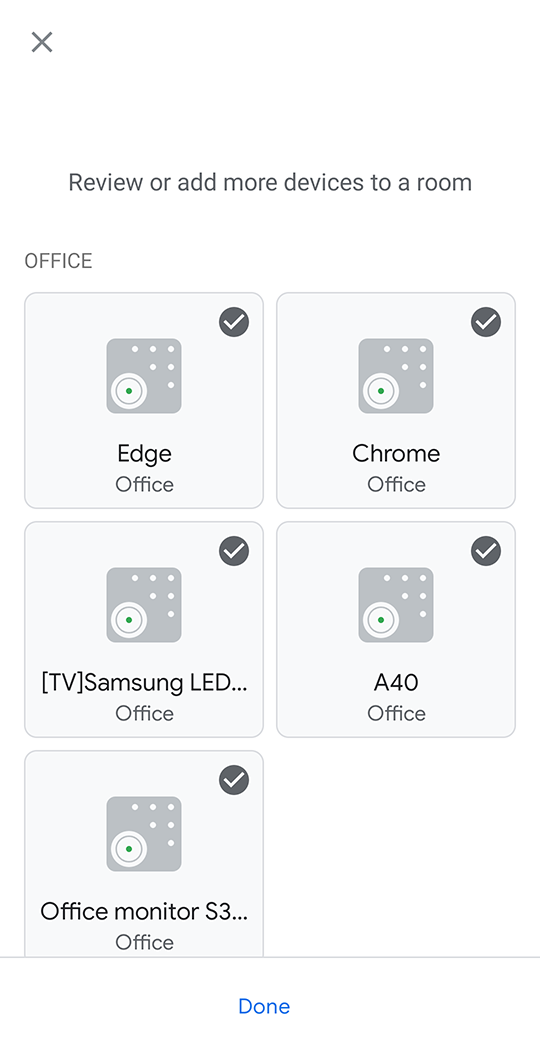 Review or add more devices to a room
OFFICE
Edge
Office
Chrome
Office
[TV]Samsung LED...
Office
A40
Office
Office monitor S3...
Office
Done